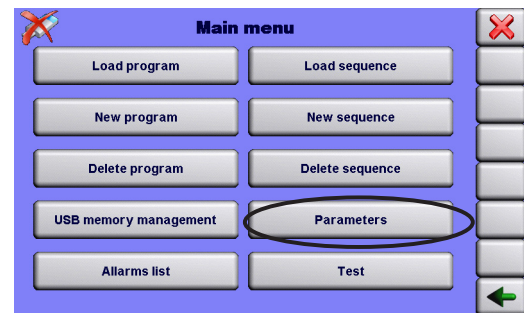 Main menu
Load program Load sequence
New program New sequence
Delete program Delete sequence
USB memory management Parameters
Allarms list Test